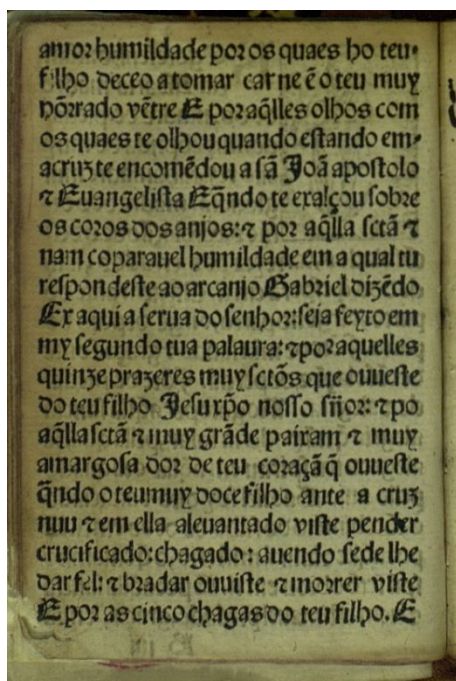 amor humildade por os quaes ho teu-
filho deceo a tomar carne ẽ o teu muy
hõrrado vẽtre E por aq̃lles olhos com
os quaes te olhou quando estando em-
a cruz te encomẽdou a sã Joã apostolo
⁊ Euangelista E q̃ndo te exalçou sobre
os coros dos anjos:⁊ por aq̃lla sctã ⁊
nam coparauel humildade em a qual tu
respondeste ao arcanjo Gabriel dizẽdo
Ex aqui a serua do senhor:seja feyto em
my segundo tua palaura:⁊ por aquelles
quinze prazeres muy sctõs que ouueste
do teu filho Jesu xp̃o nosso sñor:⁊ po
aq̃lla sctã ⁊ muy grãde paixam ⁊ muy
amargosa dor de teu coraçã q̃ ouueste
q̃ndo o teu muy doce filho ante a cruz
nuu ⁊ em ella aleuantado viste pender
crucificado:chagado: auendo sede lhe
dar fel:⁊ bradar ouuiste ⁊ morrer viste
E por as cinco chagas do teu filho. E